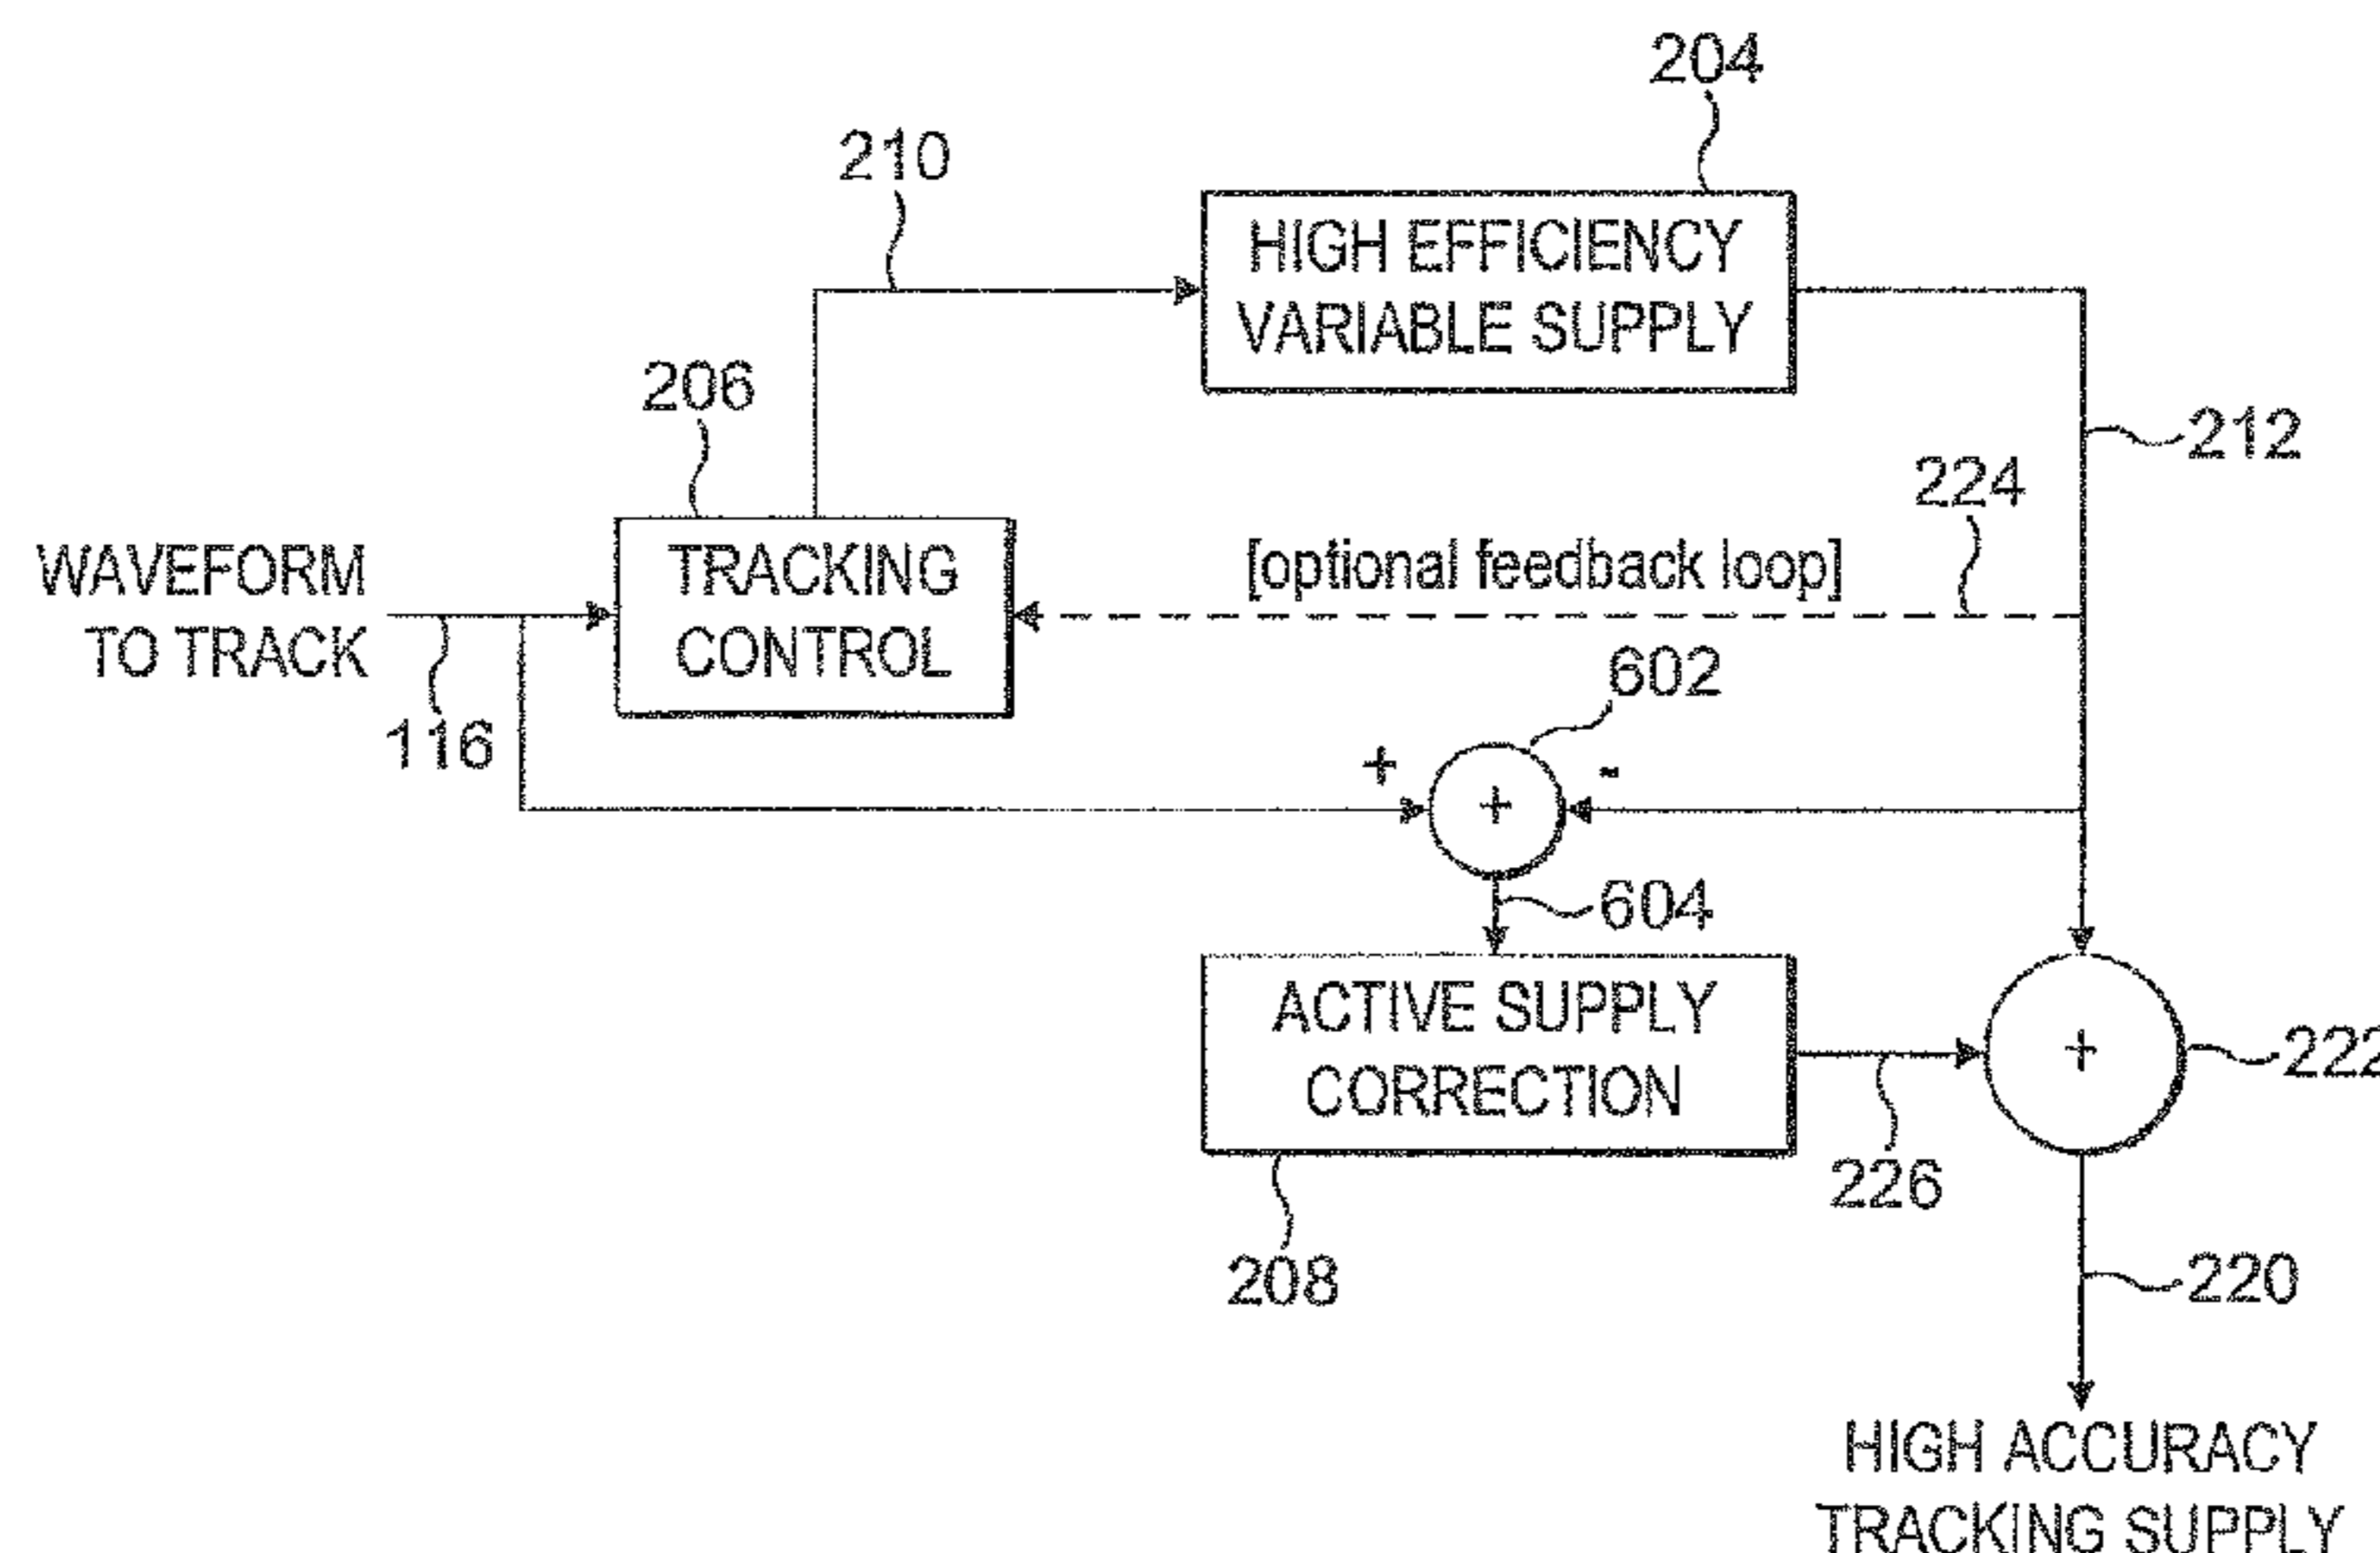 204
210
HIGH EFFICIENCY
VARIABLE SUPPLY
206
212
224
WAVEFORM
TO TRACK
TRACKING
CONTROL
[optional feedback loop]
116
602
+
-
+
604
ACTIVE SUPPLY
CORRECTION
+
222
226
208
220
HIGH ACCURACY
TRACKING SUPPLY